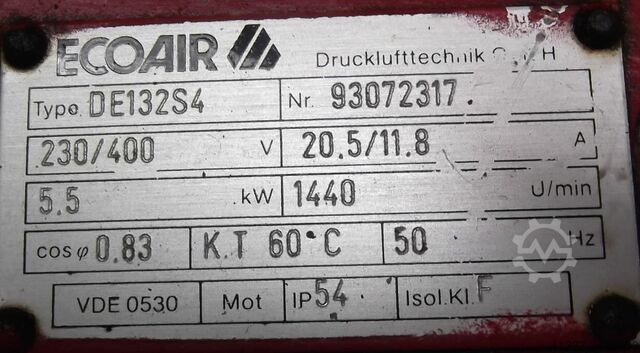 ECOAIR Drucklufttechnik G H
Type DE132S4 Nr. 93072317.
230/400 V 20.5/11.8 A
5.5 kW 1440 U/min
cosφ 0.83 K.T 60°C 50 Hz
VDE 0530 Mot IP54 Isol.Kl. F